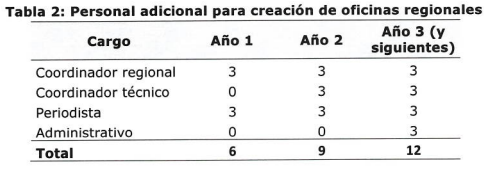 Tabla 2: Personal adicional para creación de oficinas regionales
Cargo Año 1 Año 2 Año 3 (y siguientes)
Coordinador regional 3 3 3
Coordinador técnico 0 3 3
Periodista 3 3 3
Administrativo 0 0 3
Total 6 9 12